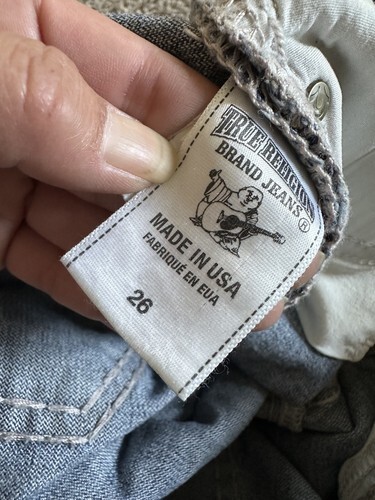 TRUE RELIGION
BRAND JEANS ®
MADE IN USA
FABRIQUE EN EUA
26